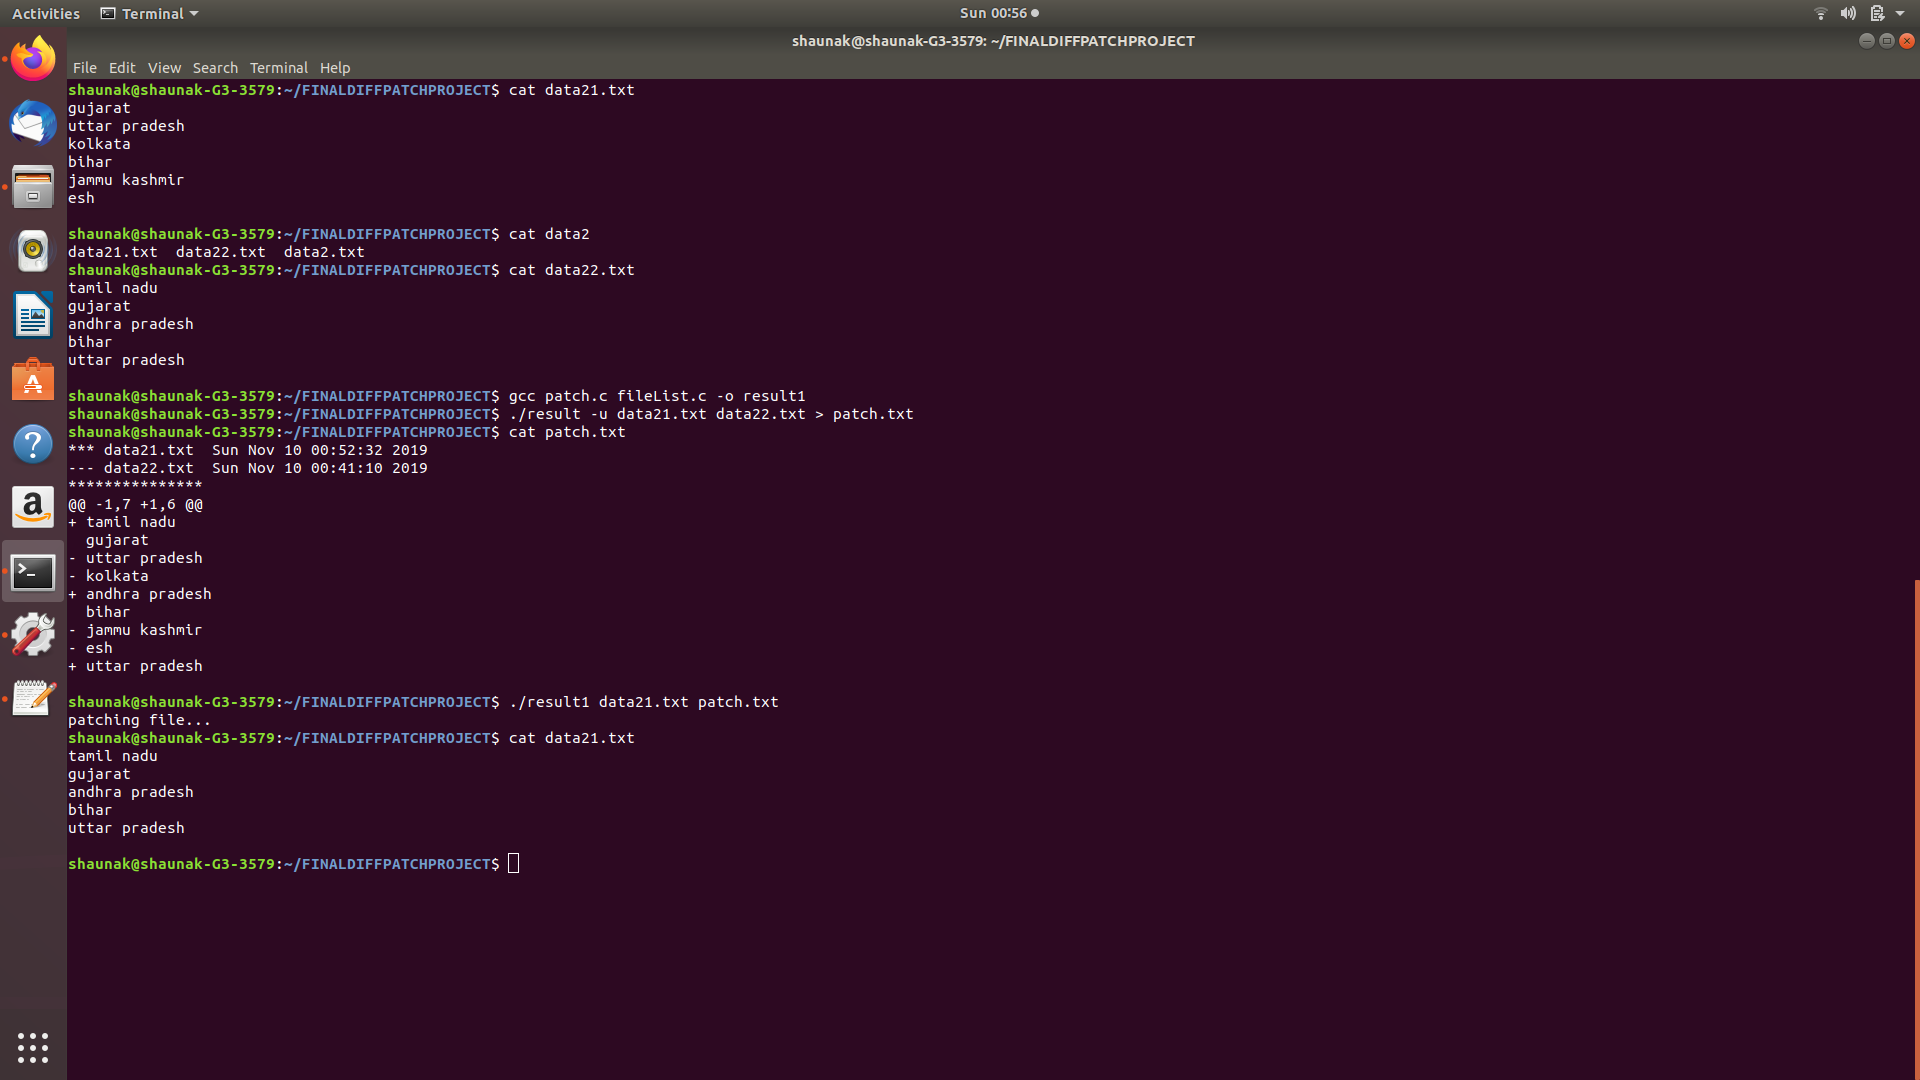 Activities Terminal Sun 00:56
shaunak@shaunak-G3-3579: ~/FINALDIFFPATCHPROJECT
File Edit View Search Terminal Help
shaunak@shaunak-G3-3579:~/FINALDIFFPATCHPROJECT$ cat data21.txt
gujarat
uttar pradesh
kolkata
bihar
jammu kashmir
esh
shaunak@shaunak-G3-3579:~/FINALDIFFPATCHPROJECT$ cat data2
data21.txt  data22.txt  data2.txt
shaunak@shaunak-G3-3579:~/FINALDIFFPATCHPROJECT$ cat data22.txt
tamil nadu
gujarat
andhra pradesh
bihar
uttar pradesh
shaunak@shaunak-G3-3579:~/FINALDIFFPATCHPROJECT$ gcc patch.c fileList.c -o result1
shaunak@shaunak-G3-3579:~/FINALDIFFPATCHPROJECT$ ./result -u data21.txt data22.txt > patch.txt
shaunak@shaunak-G3-3579:~/FINALDIFFPATCHPROJECT$ cat patch.txt
*** data21.txt  Sun Nov 10 00:52:32 2019
--- data22.txt  Sun Nov 10 00:41:10 2019
***************
@@ -1,7 +1,6 @@
+ tamil nadu
  gujarat
- uttar pradesh
- kolkata
+ andhra pradesh
  bihar
- jammu kashmir
- esh
+ uttar pradesh
shaunak@shaunak-G3-3579:~/FINALDIFFPATCHPROJECT$ ./result1 data21.txt patch.txt
patching file...
shaunak@shaunak-G3-3579:~/FINALDIFFPATCHPROJECT$ cat data21.txt
tamil nadu
gujarat
andhra pradesh
bihar
uttar pradesh
shaunak@shaunak-G3-3579:~/FINALDIFFPATCHPROJECT$